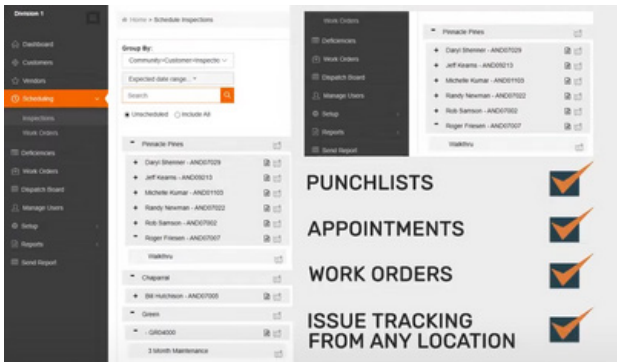 Division 1
Dashboard
Customers
Vendors
Scheduling
Inspections
Work Orders
Deficiencies
Work Orders
Dispatch Board
Manage Users
Setup
Reports
Send Report
Home > Schedule Inspections
Group By:
Community>Customer>Inspectio
Expected date range...
Search
Unscheduled Include All
Pinnacle Pines
Daryl Shenner - AND07029
Jeff Kearns - AND09213
Michelle Kumar - AND01103
Randy Newman - AND07022
Rob Samson - AND07002
Roger Friesen - AND07007
Walkthru
Chaparral
Bill Hutchison - AND07005
Green
- GR04000
3 Month Maintenance
Work Orders
Deficiencies
Work Orders
Dispatch Board
Manage Users
Setup
Reports
Send Report
Pinnacle Pines
Daryl Shenner - AND07029
Jeff Kearns - AND09213
Michelle Kumar - AND01103
Randy Newman - AND07022
Rob Samson - AND07002
Roger Friesen - AND07007
Walkthru
PUNCHLISTS
APPOINTMENTS
WORK ORDERS
ISSUE TRACKING
FROM ANY LOCATION